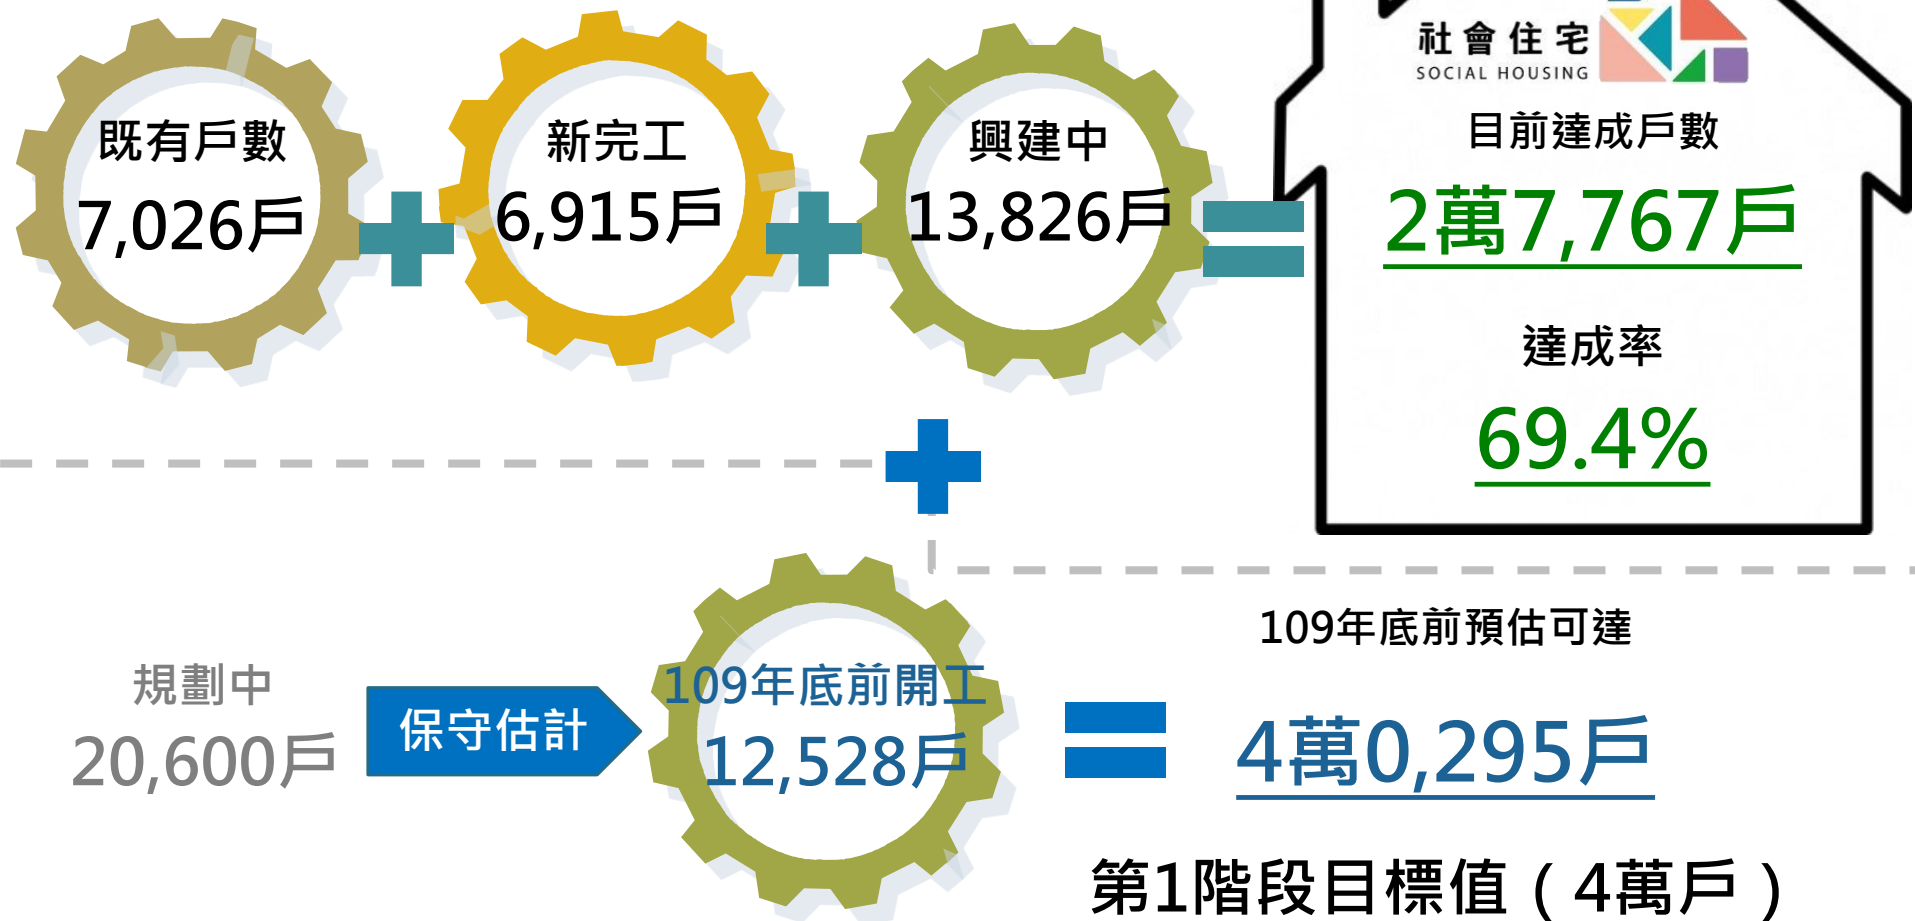 社會住宅
SOCIAL HOUSING
既有戶數
7,026戶
新完工
6,915戶
興建中
13,826戶
目前達成戶數
2萬7,767戶
達成率
69.4%
規劃中
20,600戶
保守估計
109年底前開工
12,528戶
109年底前預估可達
4萬0,295戶
第1階段目標值（4萬戶）